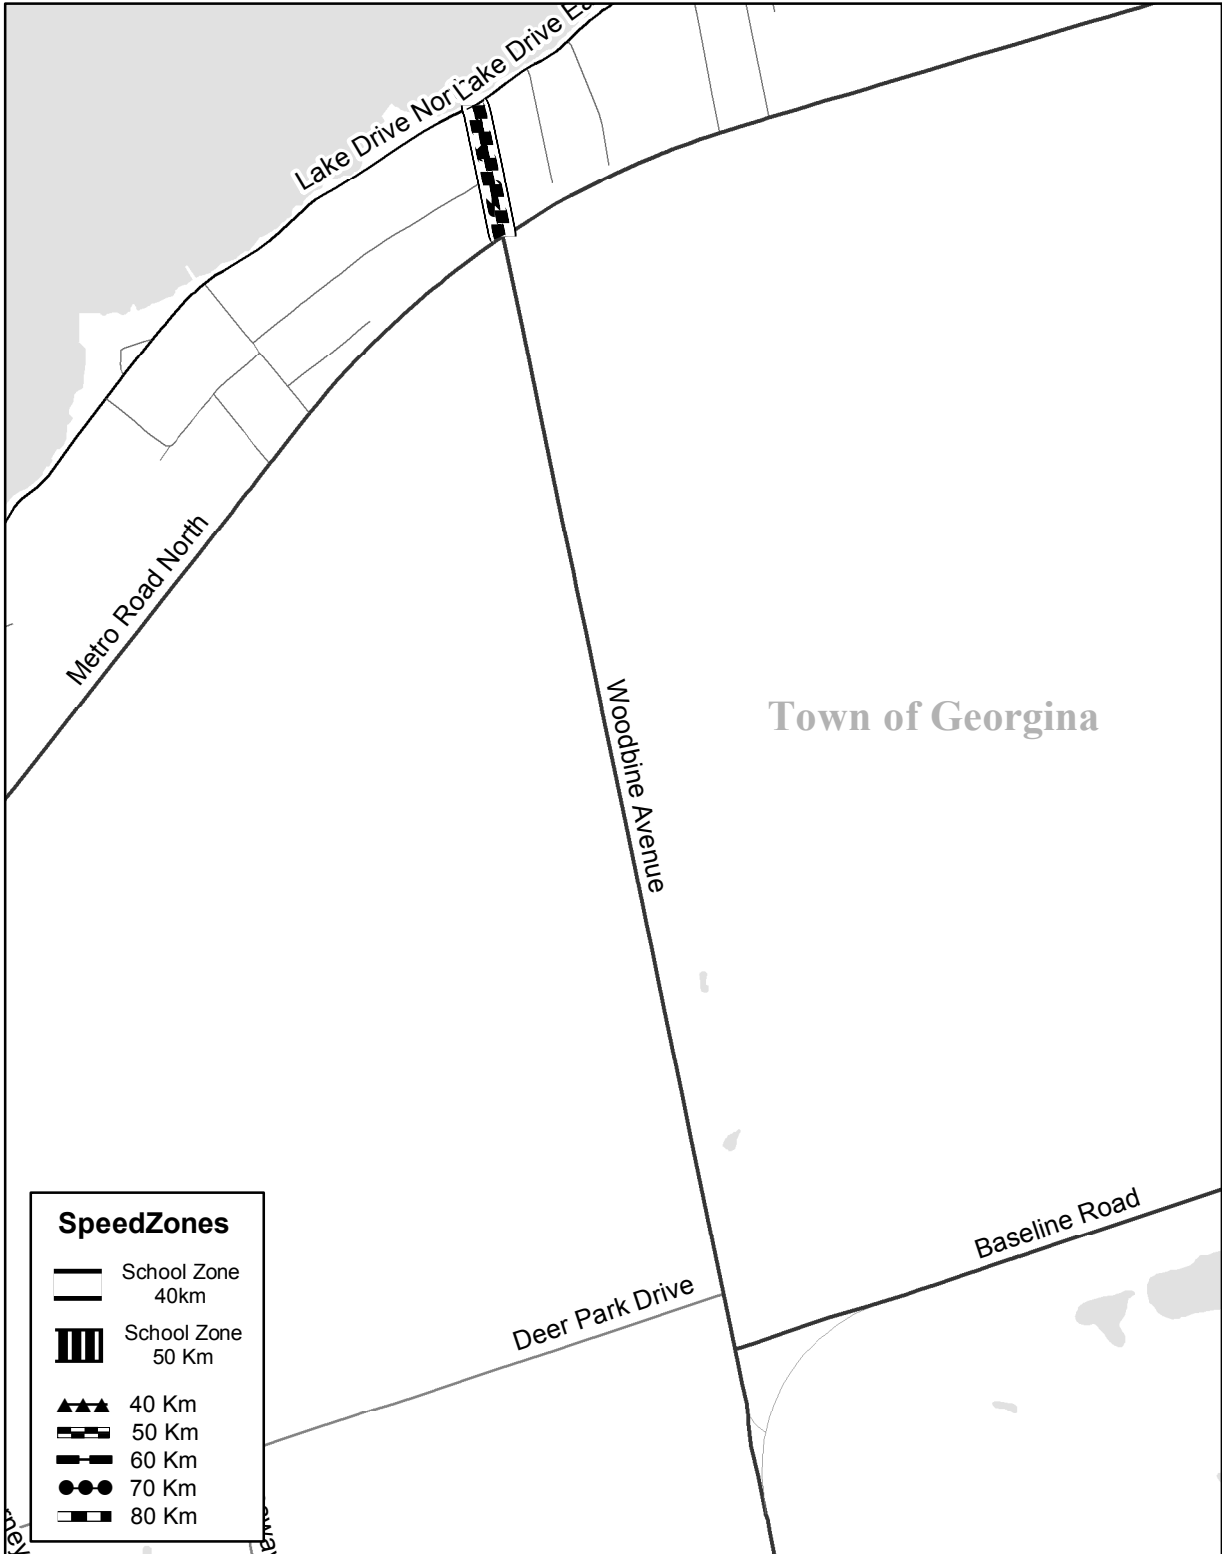 Lake Drive Nor
Lake Drive Ea
Metro Road North
Woodbine Avenue
Town of Georgina
Baseline Road
Deer Park Drive
SpeedZones
School Zone
40km
School Zone
50 Km
40 Km
50 Km
60 Km
70 Km
80 Km